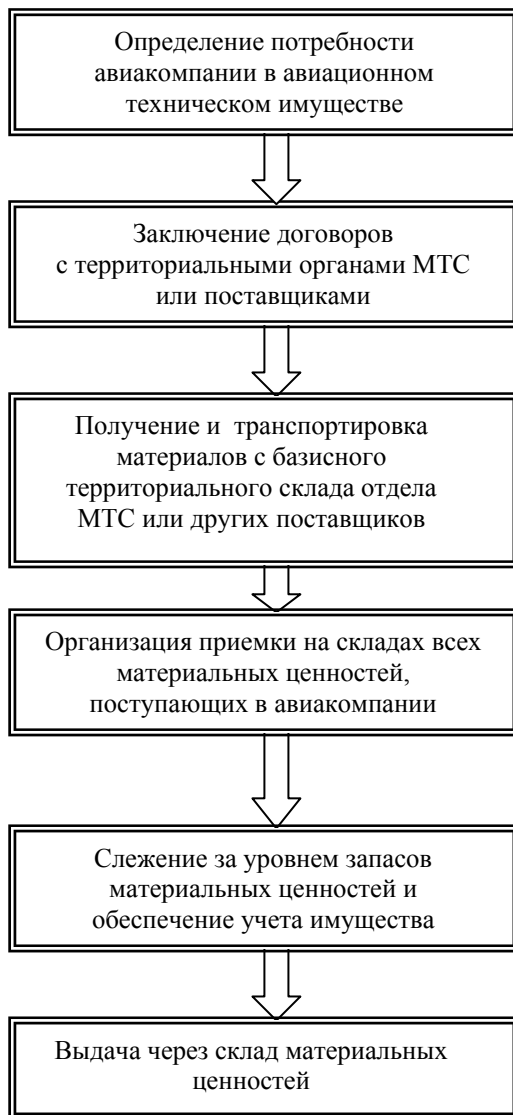 Определение потребности
авиакомпании в авиационном
техническом имуществе
Заключение договоров
с территориальными органами МТС
или поставщиками
Получение и транспортировка
материалов с базисного
территориального склада отдела
МТС или других поставщиков
Организация приемки на складах всех
материальных ценностей,
поступающих в авиакомпании
Слежение за уровнем запасов
материальных ценностей и
обеспечение учета имущества
Выдача через склад материальных
ценностей